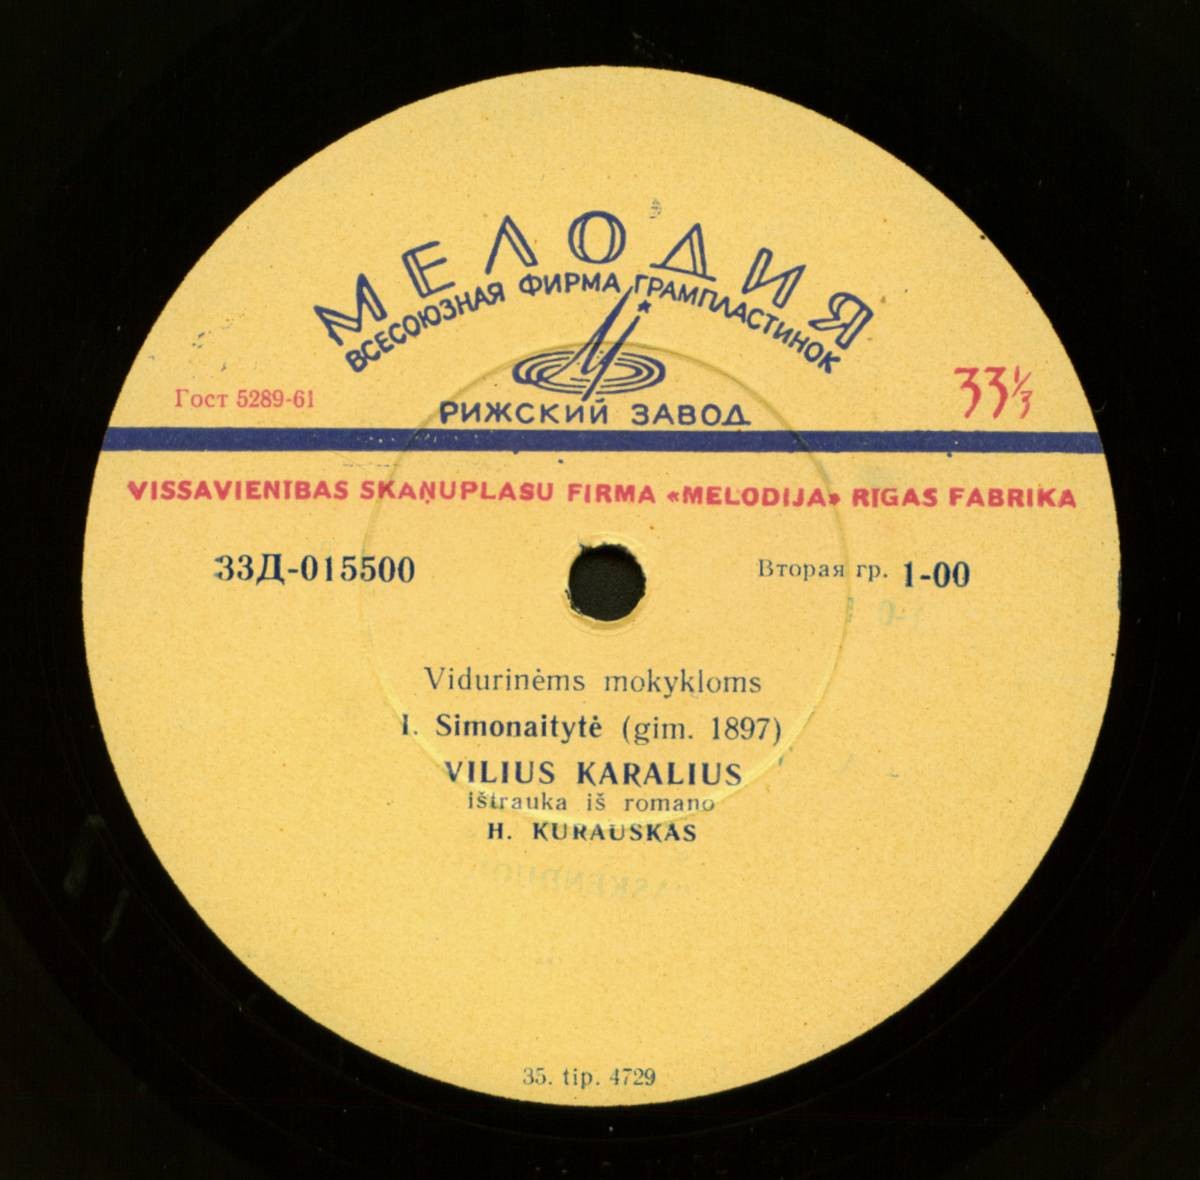 МЕЛОДИЯ
ВСЕСОЮЗНАЯ ФИРМА ГРАМПЛАСТИНОК
РИЖСКИЙ ЗАВОД
Гост 5289-61
33⅓
VISSAVIENIBAS SKAŅUPLASU FIRMA «MELODIJA» RIGAS FABRIKA
33Д-015500
Вторая гр. 1-00
Vidurinėms mokykloms
I. Simonaitytė (gim. 1897)
VILIUS KARALIUS
ištrauka iš romano
H. KURAUSKAS
35. tip. 4729